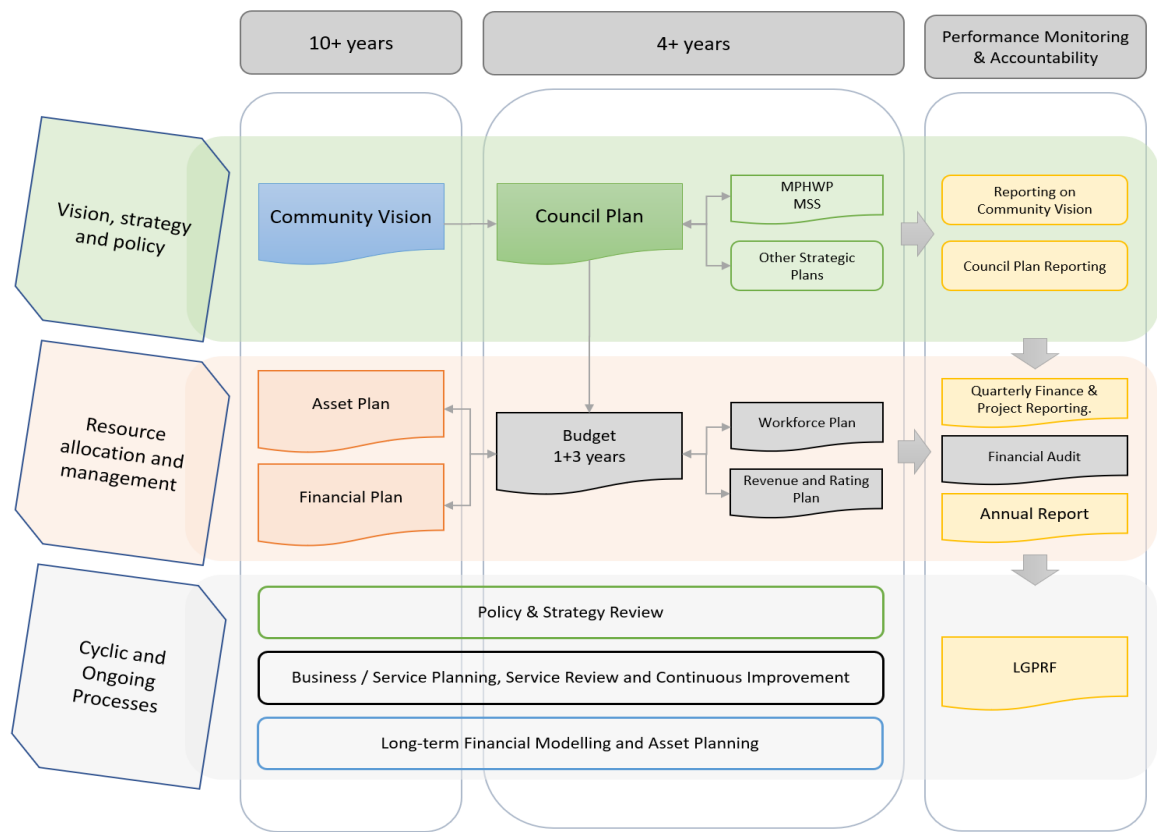 10+ years
4+ years
Performance Monitoring
& Accountability
Vision, strategy
and policy
Community Vision
Council Plan
MPHWP
MSS
Other Strategic
Plans
Reporting on
Community Vision
Council Plan Reporting
Resource
allocation and
management
Asset Plan
Financial Plan
Budget
1+3 years
Workforce Plan
Revenue and Rating
Plan
Quarterly Finance &
Project Reporting.
Financial Audit
Annual Report
Cyclic and
Ongoing
Processes
Policy & Strategy Review
Business / Service Planning, Service Review and Continuous Improvement
Long-term Financial Modelling and Asset Planning
LGPRF